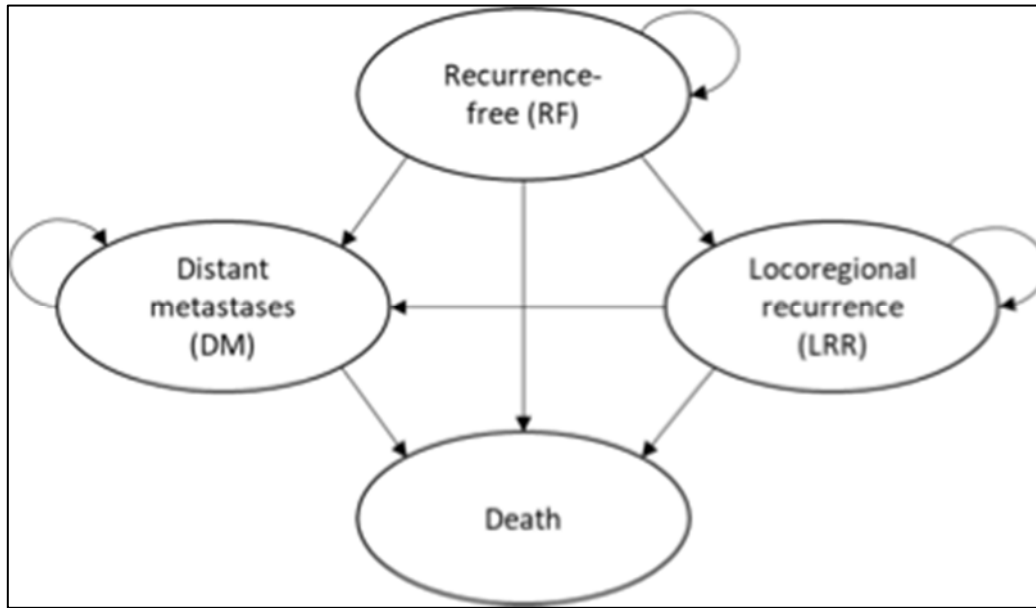 Recurrence-
free (RF)
Distant
metastases
(DM)
Locoregional
recurrence
(LRR)
Death